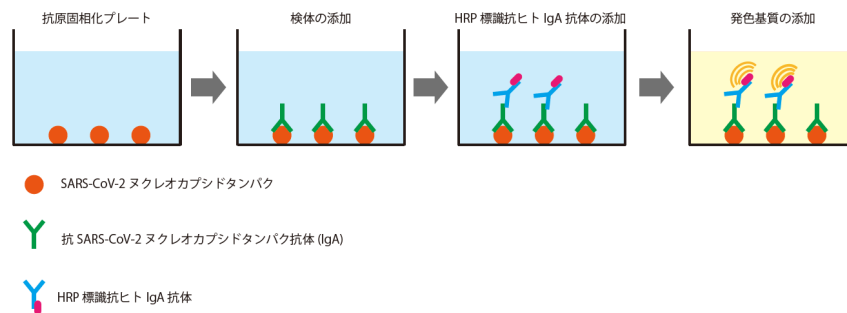 抗原固相化プレート
検体の添加
HRP 標識抗ヒト IgA 抗体の添加
発色基質の添加
SARS-CoV-2 ヌクレオカプシドタンパク
抗 SARS-CoV-2 ヌクレオカプシドタンパク抗体 (IgA)
HRP 標識抗ヒト IgA 抗体